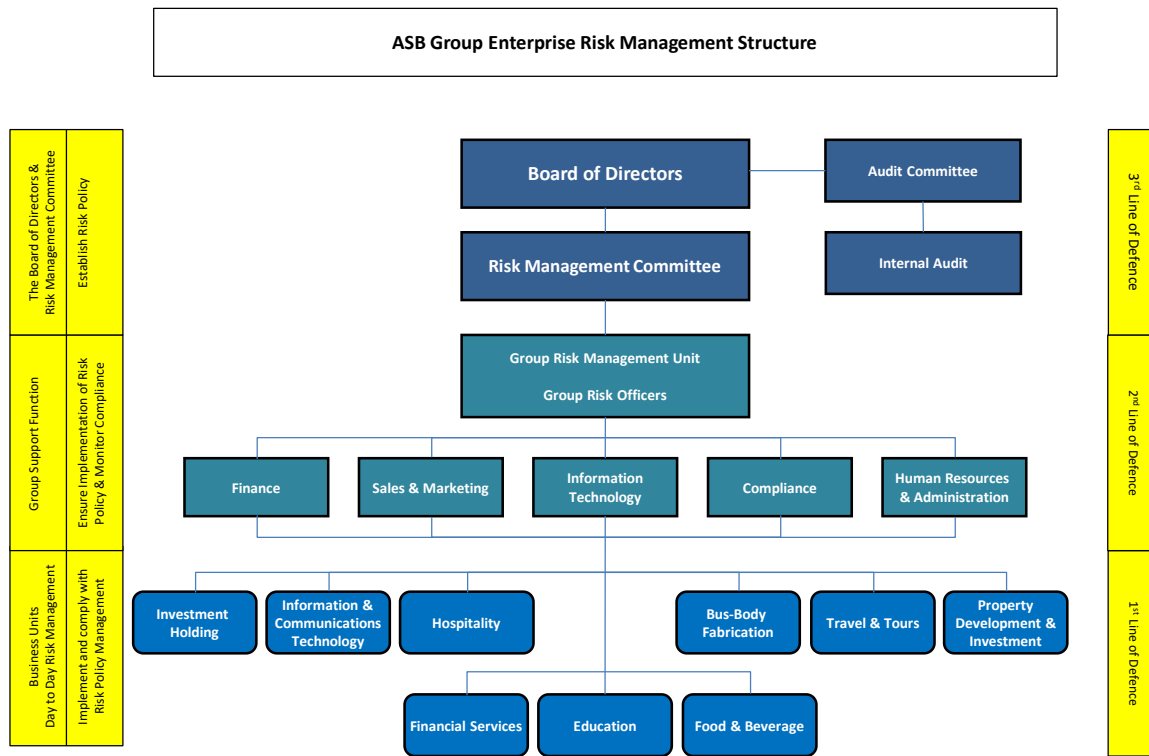 ASB Group Enterprise Risk Management Structure
The Board of Directors &
Risk Management Committee
Establish Risk Policy
Board of Directors
Audit Committee
Risk Management Committee
Internal Audit
3rd Line of Defence
Group Support Function
Ensure Implementation of Risk
Policy & Monitor Compliance
Group Risk Management Unit
Group Risk Officers
Finance
Sales & Marketing
Information
Technology
Compliance
Human Resources
& Administration
2nd Line of Defence
Business Units
Day to Day Risk Management
Implement and comply with
Risk Policy Management
Investment
Holding
Information &
Communications
Technology
Hospitality
Bus-Body
Fabrication
Travel & Tours
Property
Development &
Investment
Financial Services
Education
Food & Beverage
1st Line of Defence